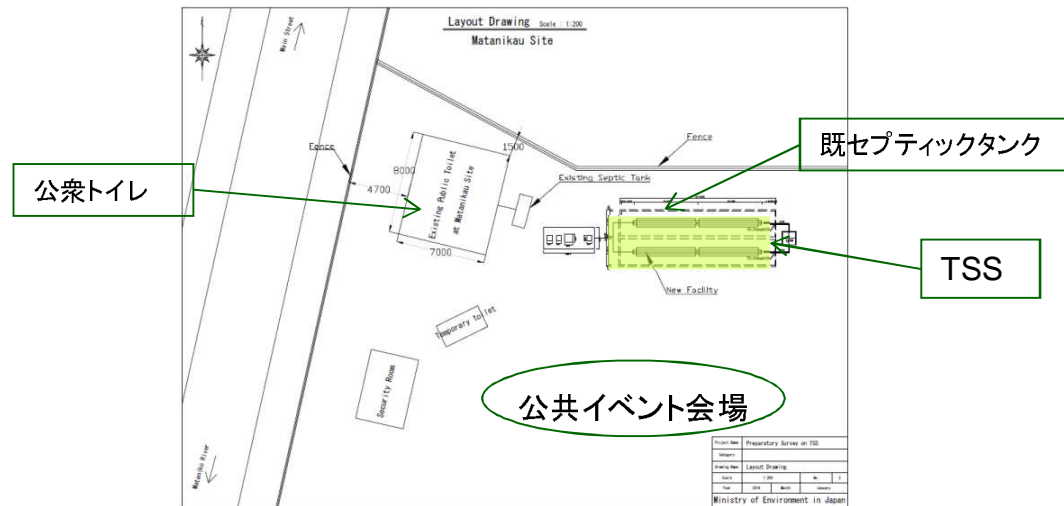 Layout Drawing Scale : 1:200
Matanikau Site
Main Street
Fence
Fence
既セプティックタンク
公衆トイレ
1500
8000
4700
7000
Existing Public Toilet
at Matanikau Site
Existing Septic Tank
TSS
New Facility
Temporary toilet
Security Room
公共イベント会場
Mataniko River
Project Name Preparatory Survey on TSS
Category
Drawing Name Layout Drawing
Scale 1:200 No.
Year Month January
Ministry of Environment in Japan